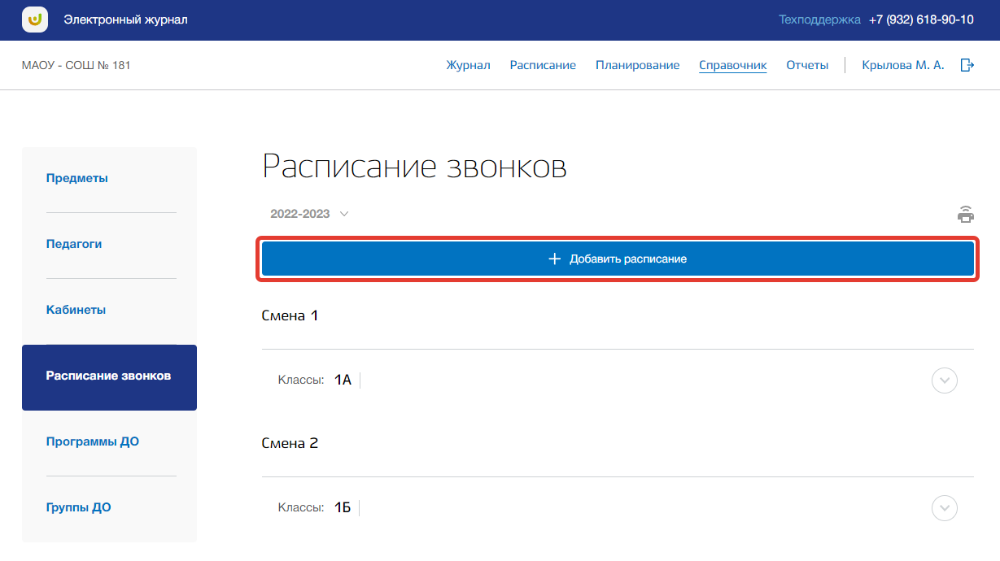 Электронный журнал
Техподдержка +7 (932) 618-90-10
МАОУ - СОШ № 181
Журнал Расписание Планирование Справочник Отчеты Крылова М. А.
Предметы
Педагоги
Кабинеты
Расписание звонков
Программы ДО
Группы ДО
Расписание звонков
2022-2023
+ Добавить расписание
Смена 1
Классы: 1А
Смена 2
Классы: 1Б